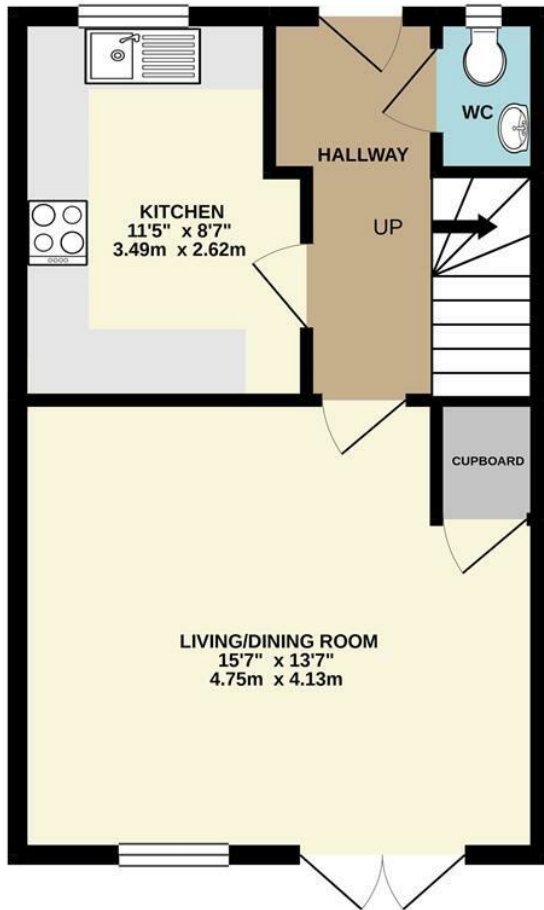 WC
HALLWAY
KITCHEN
11'5" x 8'7"
3.49m x 2.62m
UP
CUPBOARD
LIVING/DINING ROOM
15'7" x 13'7"
4.75m x 4.13m